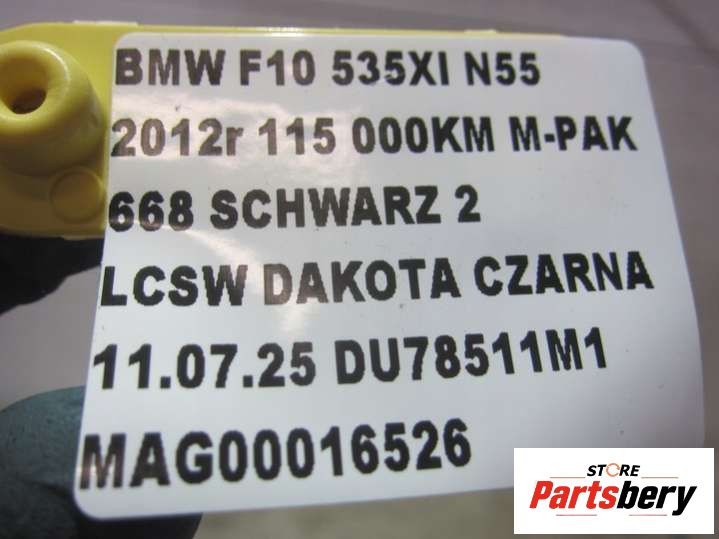 BMW F10 535XI N55
2012r 115 000KM M-PAK
668 SCHWARZ 2
LCSW DAKOTA CZARNA
11.07.25 DU78511M1
MAG00016526
STORE
Partsbery